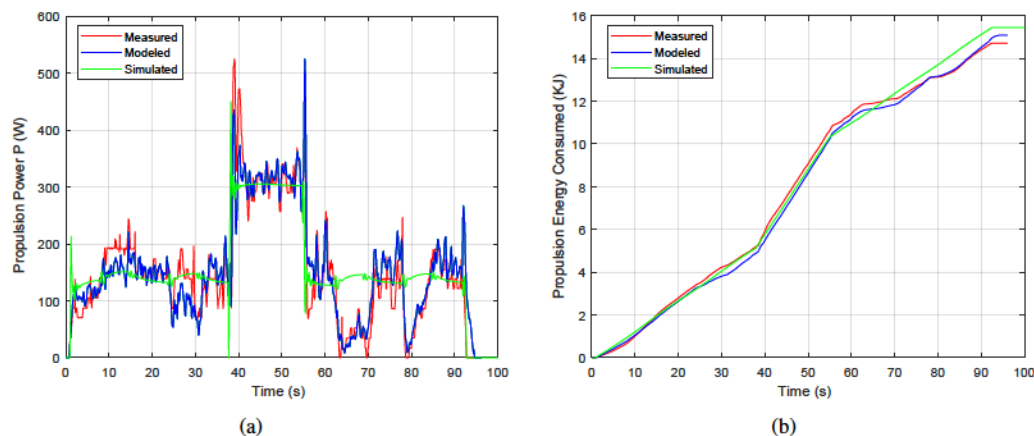 Measured
Modeled
Simulated
600
500
400
300
200
100
0
Propulsion Power P (W)
0 10 20 30 40 50 60 70 80 90 100
Time (s)
(a)
Measured
Modeled
Simulated
16
14
12
10
8
6
4
2
0
Propulsion Energy Consumed (KJ)
0 10 20 30 40 50 60 70 80 90 100
Time (s)
(b)